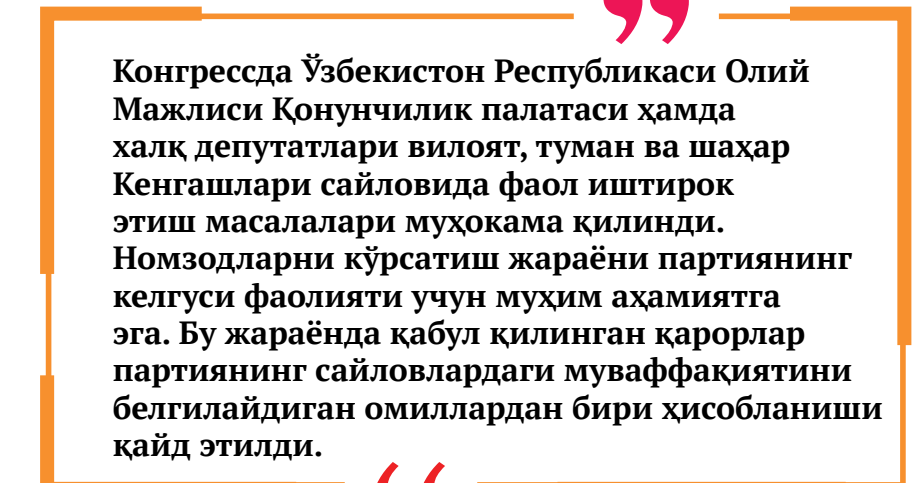 Конгрессда Ўзбекистон Республикаси Олий
Мажлиси Қонунчилик палатаси ҳамда
халқ депутатлари вилоят, туман ва шаҳар
Кенгашлари сайловида фаол иштирок
этиш масалалари муҳокама қилинди.
Номзодларни кўрсатиш жараёни партиянинг
келгуси фаолияти учун муҳим аҳамиятга
эга. Бу жараёнда қабул қилинган қарорлар
партиянинг сайловлардаги муваффақиятини
белгилайдиган омиллардан бири ҳисобланиши
қайд этилди.